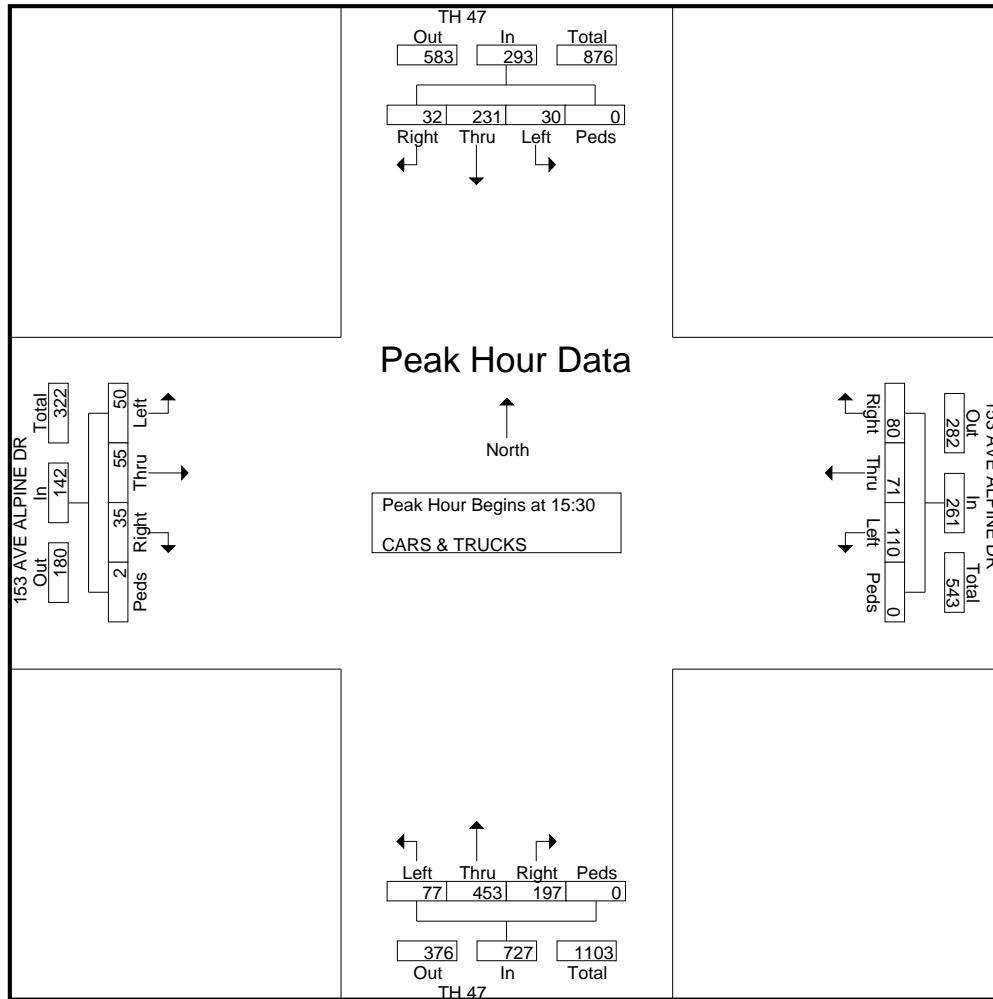 TH 47
Out In Total
583 293 876
32 231 30 0
Right Thru Left Peds
Peak Hour Data
North
Peak Hour Begins at 15:30
CARS & TRUCKS
153 AVE ALPINE DR
Out In Total
180 142 322
50 55 35 2
Left Thru Right Peds
153 AVE ALPINE DR
Out In Total
282 261 543
80 71 110 0
Right Thru Left Peds
Left Thru Right Peds
77 453 197 0
376 727 1103
Out In Total
TH 47